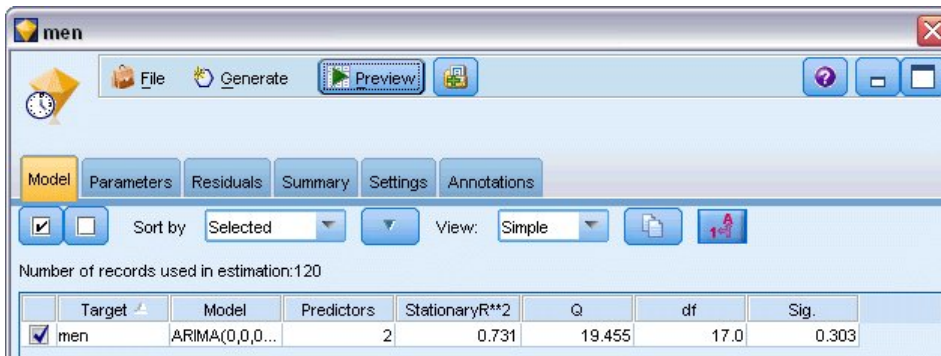 men
File Generate Preview
Model Parameters Residuals Summary Settings Annotations
Sort by Selected View: Simple
Number of records used in estimation:120
Target Model Predictors StationaryR**2 Q df Sig.
men ARIMA(0,0,0... 2 0.731 19.455 17.0 0.303